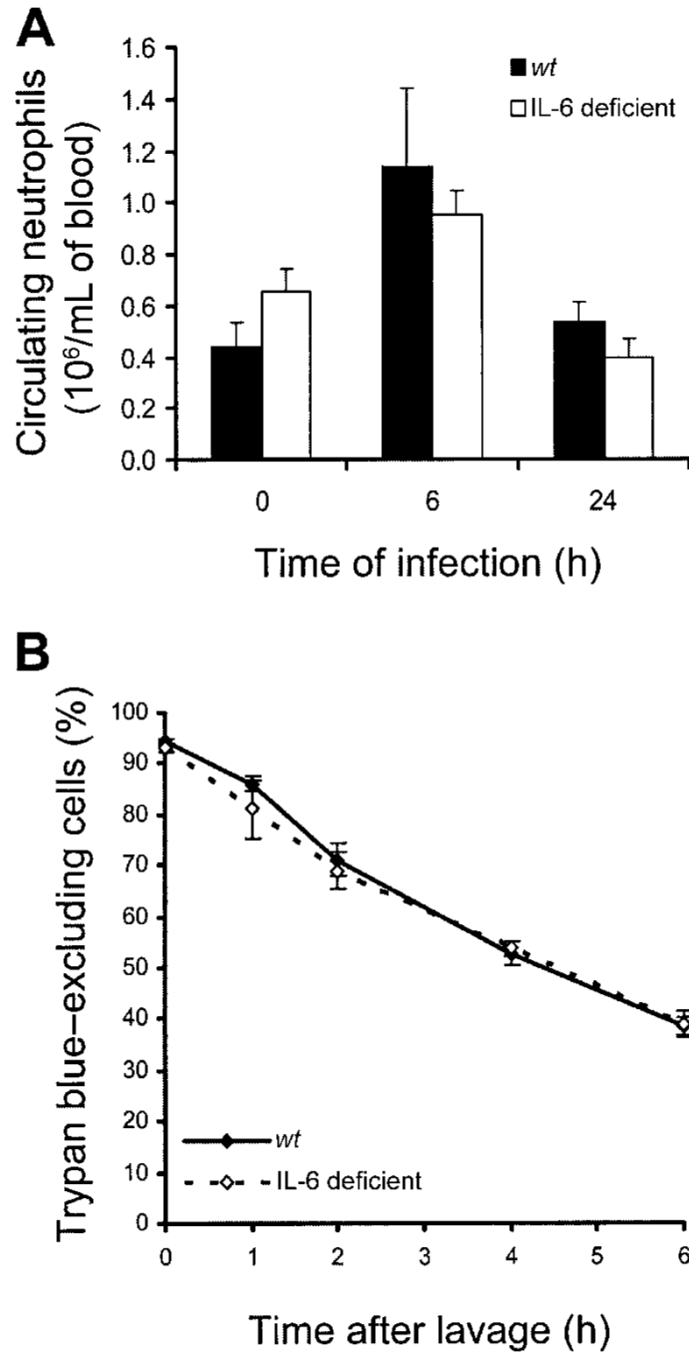 A
Circulating neutrophils
(10⁶/mL of blood)
1.6
1.4
1.2
1.0
0.8
0.6
0.4
0.2
0.0
wt
IL-6 deficient
0 6 24
Time of infection (h)
B
Trypan blue–excluding cells (%)
100
90
80
70
60
50
40
30
20
10
0
wt
IL-6 deficient
0 1 2 3 4 5 6
Time after lavage (h)